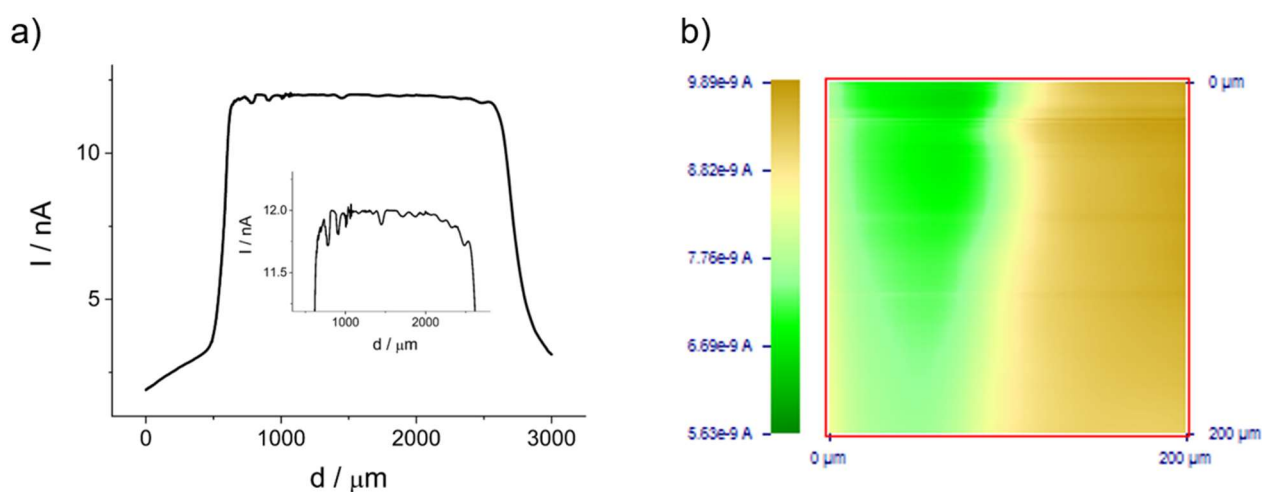 a)
I / nA
10
5
0
1000
2000
3000
d / μm
I / nA
12.0
11.5
1000
2000
d / μm
b)
9.89e-9 A
8.82e-9 A
7.76e-9 A
6.69e-9 A
5.63e-9 A
0 μm
200 μm
0 μm
200 μm